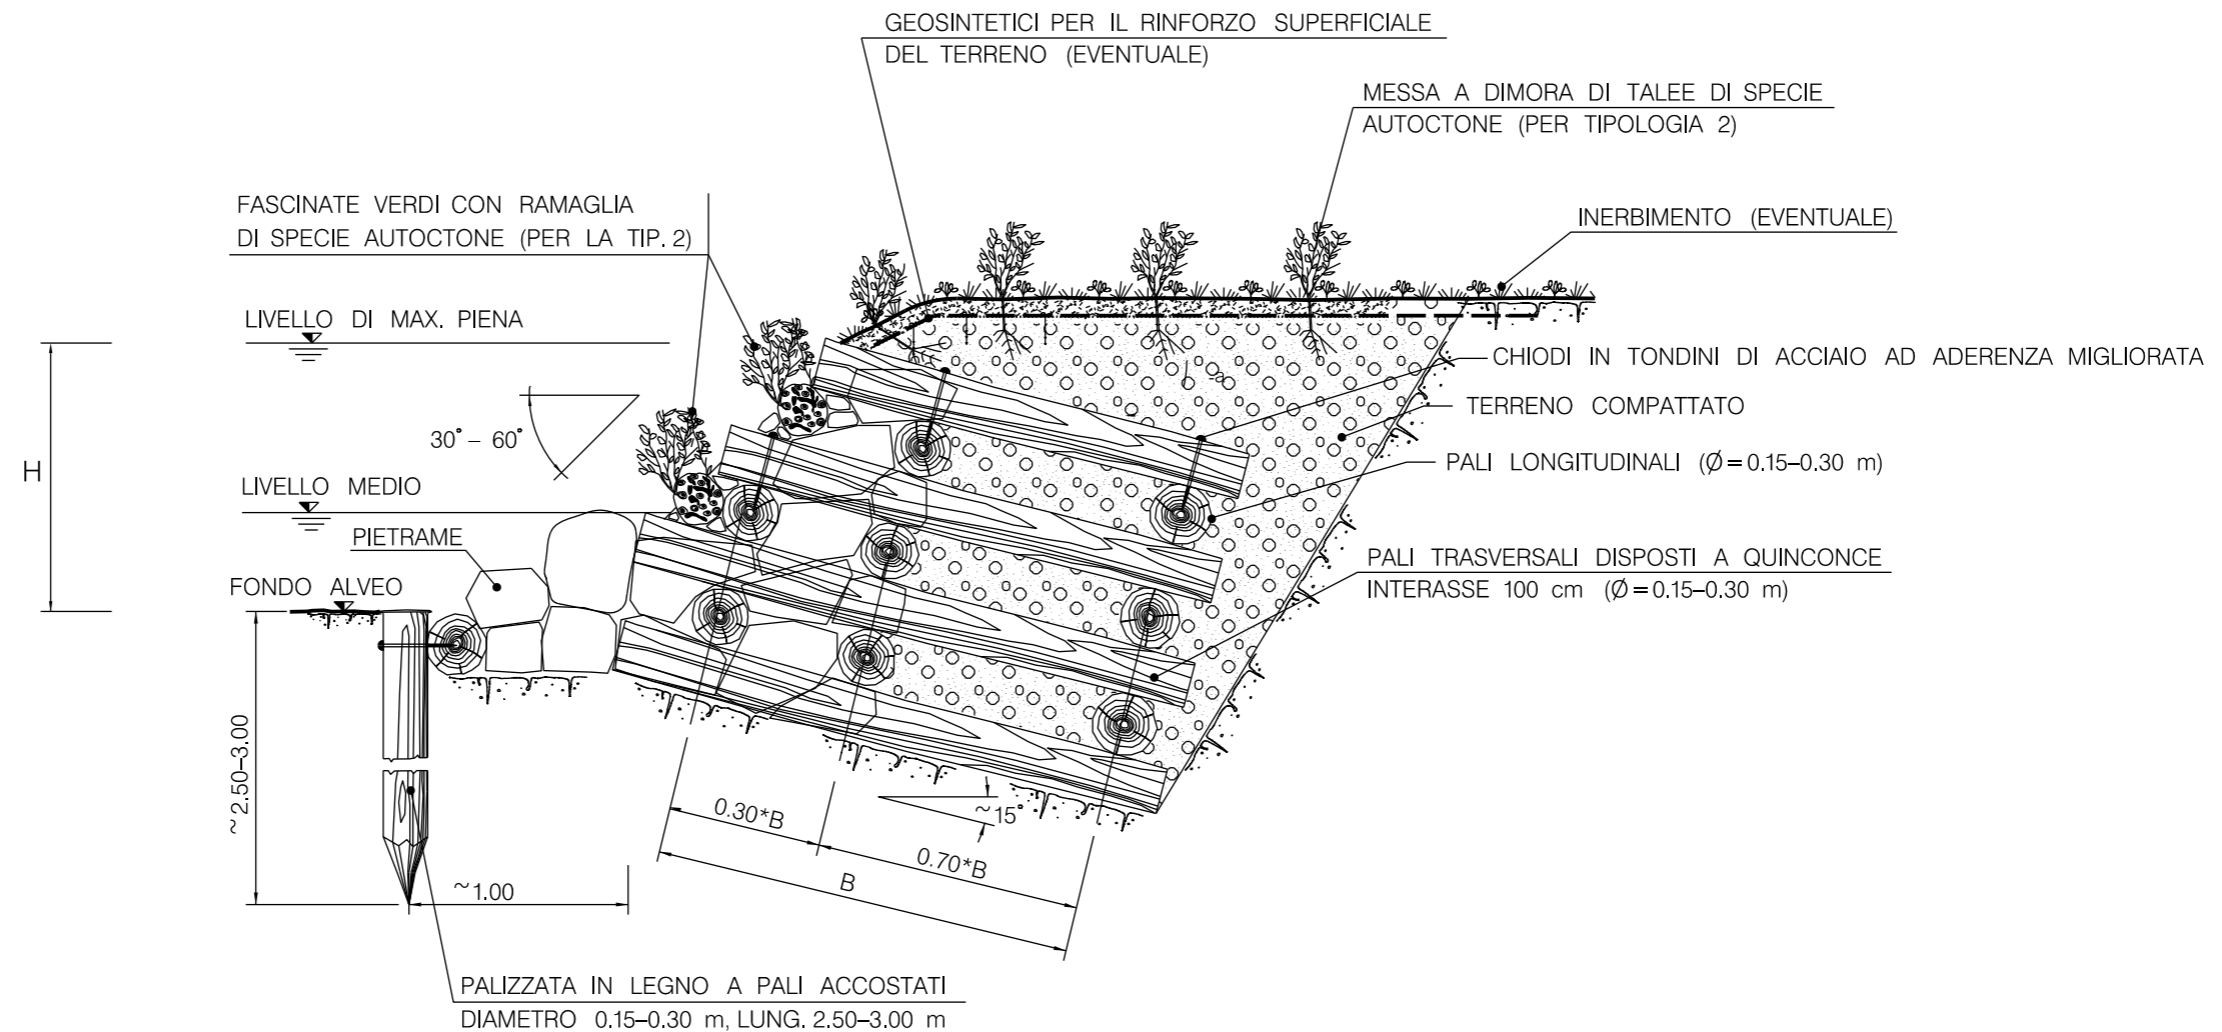 GEOSINTETICI PER IL RINFORZO SUPERFICIALE
DEL TERRENO (EVENTUALE)
MESSA A DIMORA DI TALEE DI SPECIE
AUTOCTONE (PER TIPOLOGIA 2)
FASCINATE VERDI CON RAMAGLIA
DI SPECIE AUTOCTONE (PER LA TIP. 2)
INERBIMENTO (EVENTUALE)
LIVELLO DI MAX. PIENA
CHIODI IN TONDINI DI ACCIAIO AD ADERENZA MIGLIORATA
TERRENO COMPATTATO
30° – 60°
H
PALI LONGITUDINALI (Ø=0.15–0.30 m)
LIVELLO MEDIO
PIETRAME
PALI TRASVERSALI DISPOSTI A QUINCONCE
INTERASSE 100 cm (Ø=0.15–0.30 m)
FONDO ALVEO
~2.50–3.00
0.30*B
~15°
0.70*B
B
~1.00
PALIZZATA IN LEGNO A PALI ACCOSTATI
DIAMETRO 0.15–0.30 m, LUNG. 2.50–3.00 m